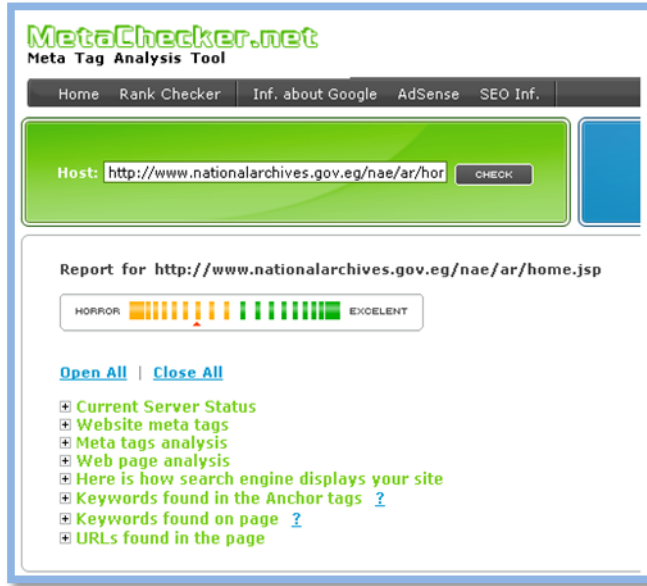 MetaChecker.net
Meta Tag Analysis Tool
Home Rank Checker Inf. about Google AdSense SEO Inf.
Host: http://www.nationalarchives.gov.eg/nae/ar/hor CHECK
Report for http://www.nationalarchives.gov.eg/nae/ar/home.jsp
HORROR EXCELENT
Open All | Close All
Current Server Status
Website meta tags
Meta tags analysis
Web page analysis
Here is how search engine displays your site
Keywords found in the Anchor tags ?
Keywords found on page ?
URLs found in the page